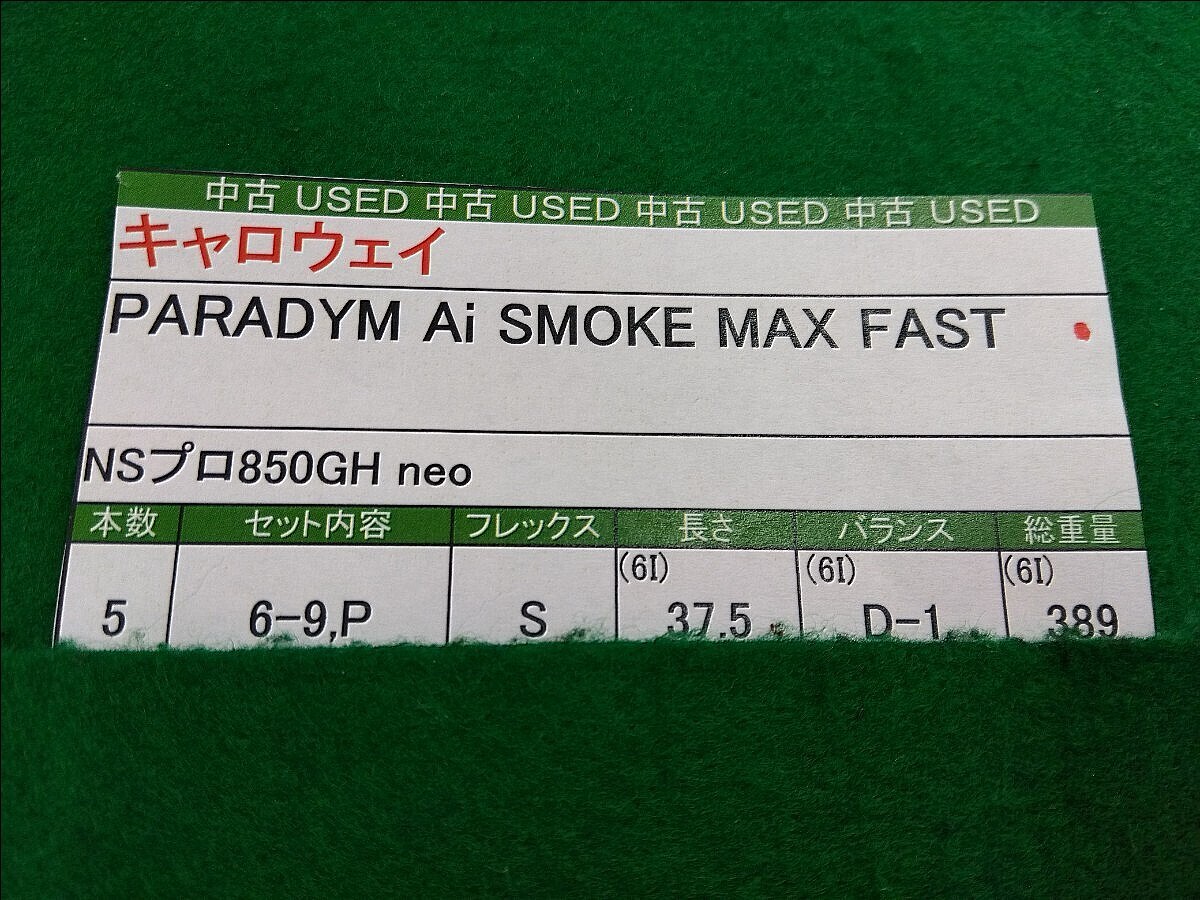 中古 USED 中古 USED 中古 USED 中古 USED
キャロウェイ
PARADYM Ai SMOKE MAX FAST
NSプロ850GH neo
本数 セット内容 フレックス 長さ バランス 総重量
(6I) (6I) (6I)
5 6-9,P S 37.5 D-1 389